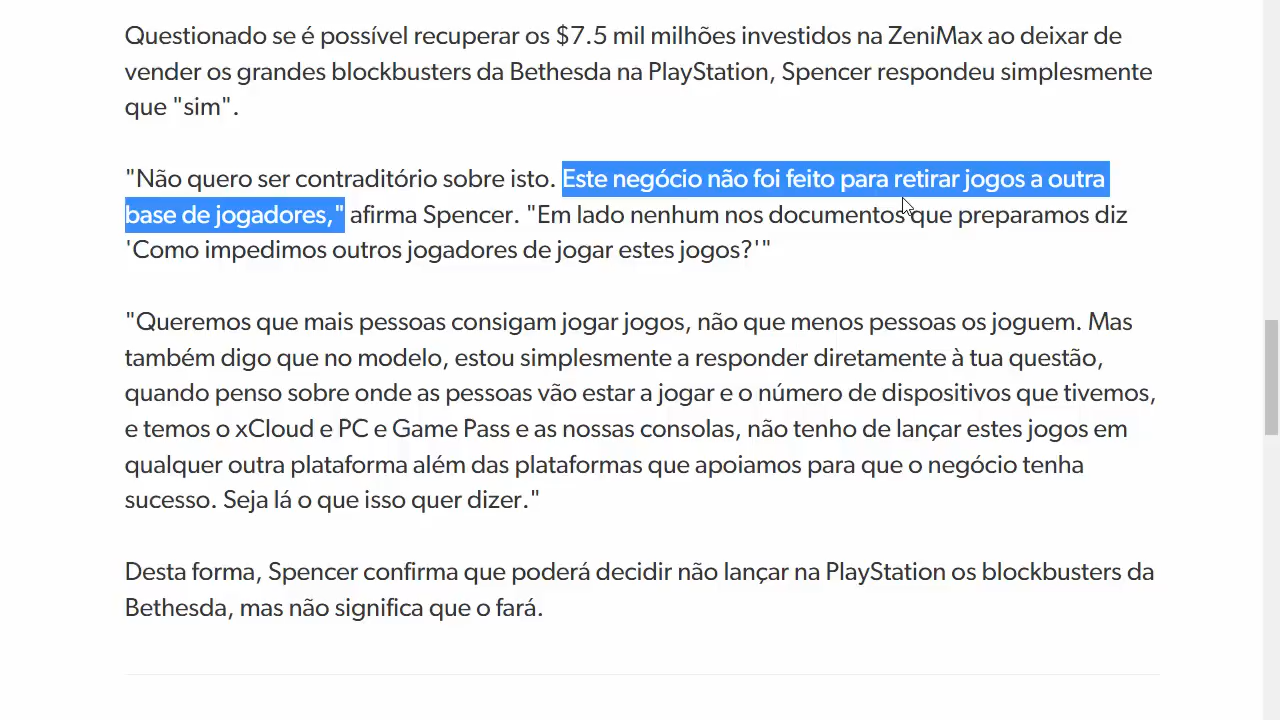 Questionado se é possível recuperar os $7.5 mil milhões investidos na ZeniMax ao deixar de
vender os grandes blockbusters da Bethesda na PlayStation, Spencer respondeu simplesmente
que "sim".
"Não quero ser contraditório sobre isto. Este negócio não foi feito para retirar jogos a outra
base de jogadores," afirma Spencer. "Em lado nenhum nos documentos que preparamos diz
'Como impedimos outros jogadores de jogar estes jogos?'"
"Queremos que mais pessoas consigam jogar jogos, não que menos pessoas os joguem. Mas
também digo que no modelo, estou simplesmente a responder diretamente à tua questão,
quando penso sobre onde as pessoas vão estar a jogar e o número de dispositivos que tivemos,
e temos o xCloud e PC e Game Pass e as nossas consolas, não tenho de lançar estes jogos em
qualquer outra plataforma além das plataformas que apoiamos para que o negócio tenha
sucesso. Seja lá o que isso quer dizer."
Desta forma, Spencer confirma que poderá decidir não lançar na PlayStation os blockbusters da
Bethesda, mas não significa que o fará.